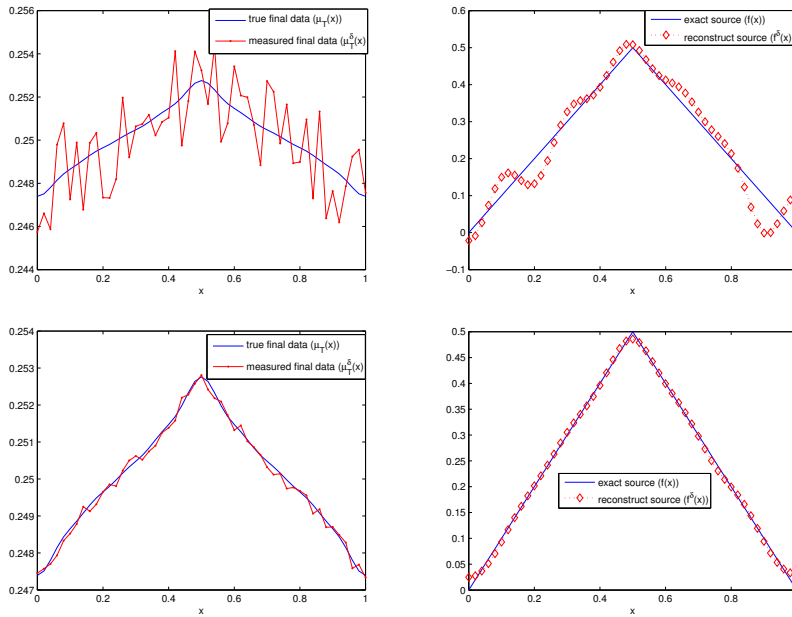 0.256
0.254
0.252
0.25
0.248
0.246
0.244
0 0.2 0.4 0.6 0.8 1
x
true final data (μ_T(x))
measured final data (μ_T^δ(x)
0.6
0.5
0.4
0.3
0.2
0.1
0
−0.1
0 0.2 0.4 0.6 0.8
x
exact source (f(x))
reconstruct source (f^δ(x)
0.254
0.253
0.252
0.251
0.25
0.249
0.248
0.247
0 0.2 0.4 0.6 0.8 1
x
true final data (μ_T(x))
measured final data (μ_T^δ(x)
0.5
0.45
0.4
0.35
0.3
0.25
0.2
0.15
0.1
0.05
0
0 0.2 0.4 0.6 0.8
x
exact source (f(x))
reconstruct source (f^δ(x))